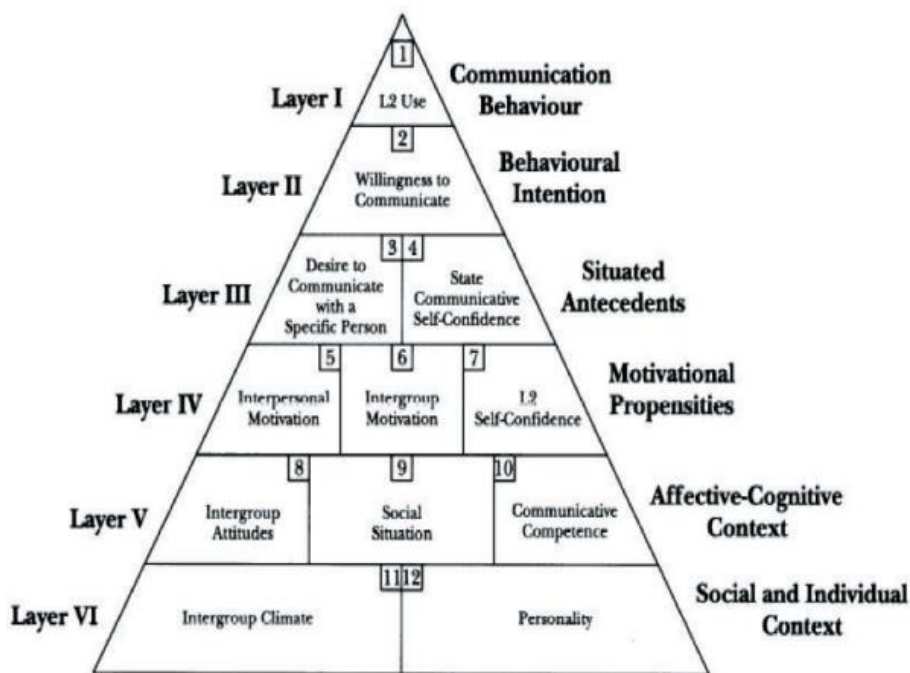 1
Layer I
L2 Use
Communication
Behaviour
2
Layer II
Willingness to
Communicate
Behavioural
Intention
3 4
Layer III
Desire to
Communicate
with a
Specific Person
State
Communicative
Self-Confidence
Situated
Antecedents
5 6 7
Layer IV
Interpersonal
Motivation
Intergroup
Motivation
L2
Self-Confidence
Motivational
Propensities
8 9 10
Layer V
Intergroup
Attitudes
Social
Situation
Communicative
Competence
Affective-Cognitive
Context
11 12
Layer VI
Intergroup Climate
Personality
Social and Individual
Context